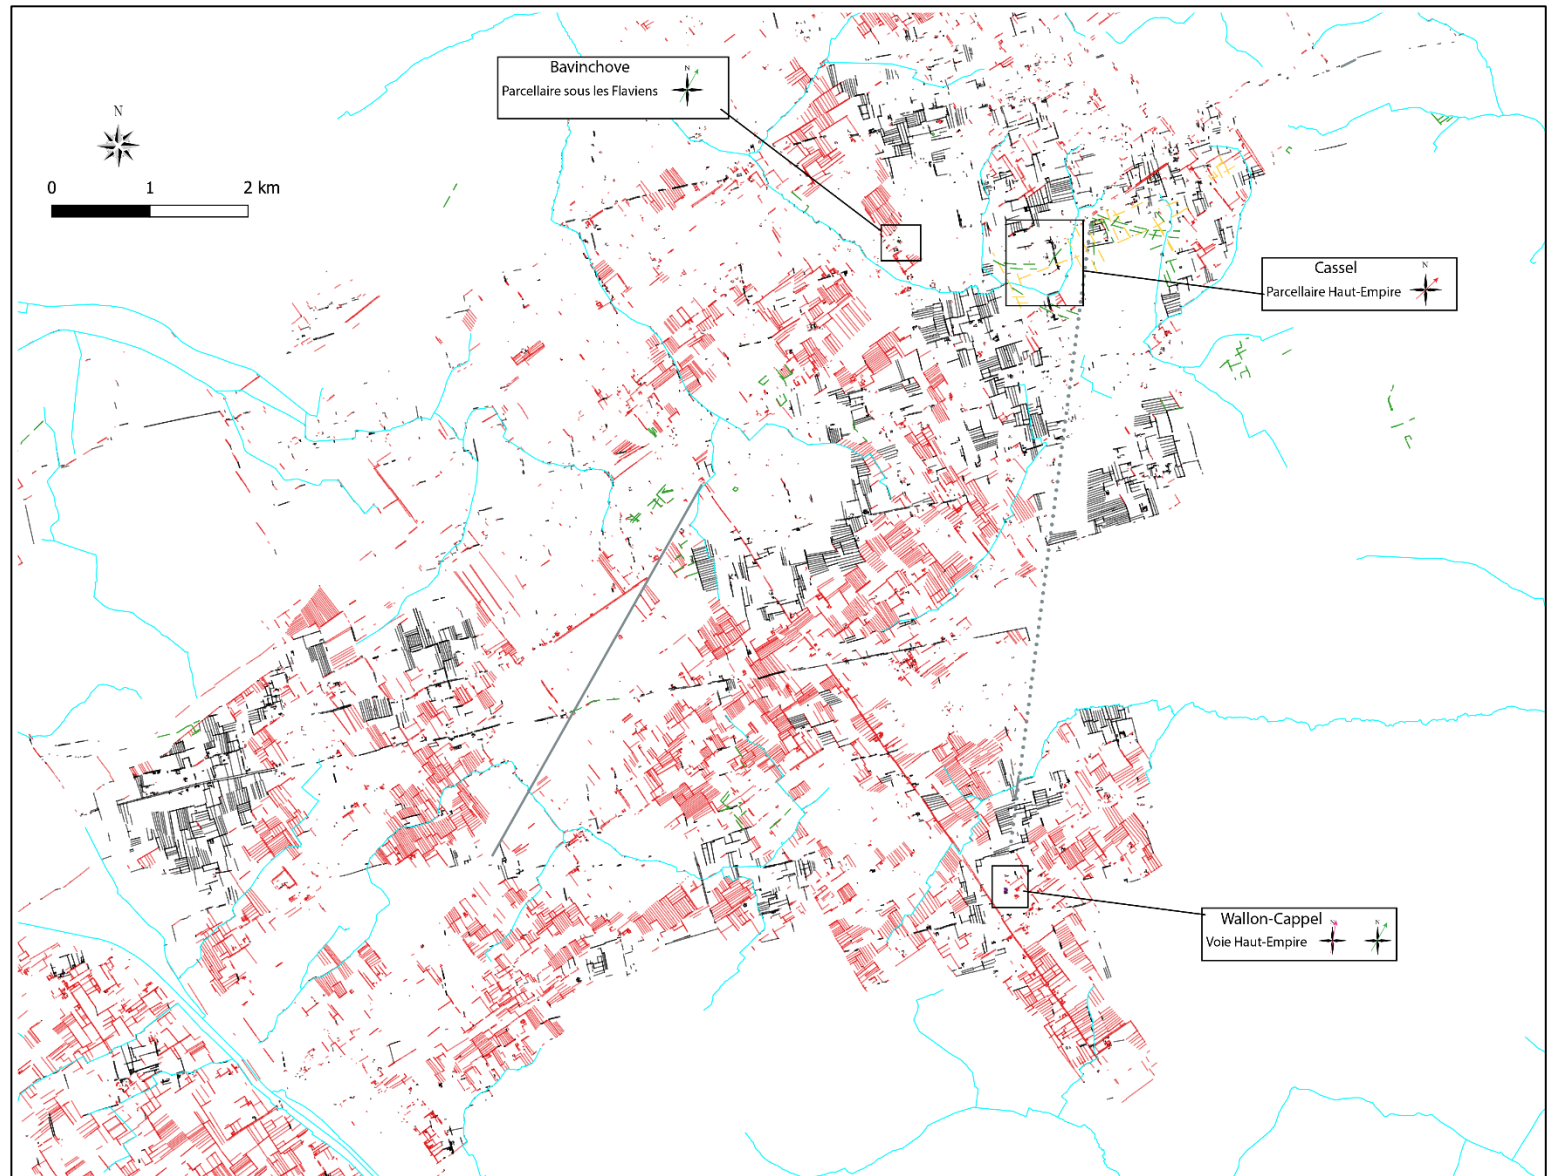 Bavinchove
Parcellaire sous les Flaviens
N
N
0 1 2 km
Cassel
Parcellaire Haut-Empire
N
Wallon-Cappel
Voie Haut-Empire
N
N